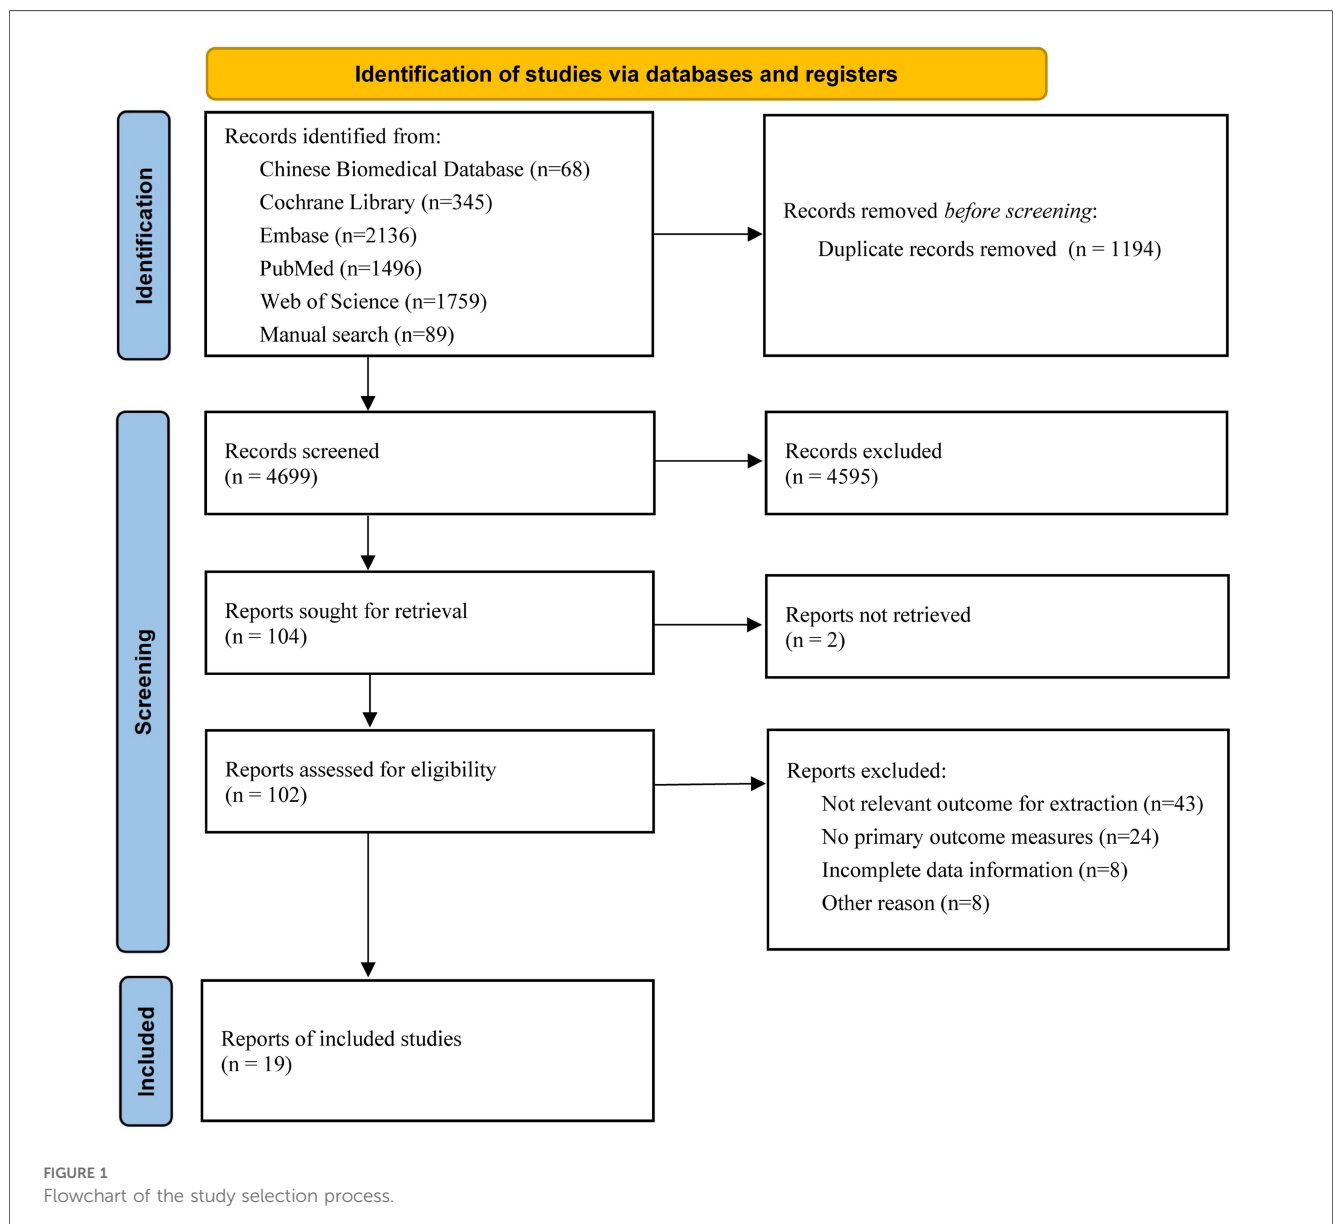 Identification of studies via databases and registers
Identification
Records identified from:
Chinese Biomedical Database (n=68)
Cochrane Library (n=345)
Embase (n=2136)
PubMed (n=1496)
Web of Science (n=1759)
Manual search (n=89)
Records removed before screening:
Duplicate records removed (n = 1194)
Screening
Records screened
(n = 4699)
Records excluded
(n = 4595)
Reports sought for retrieval
(n = 104)
Reports not retrieved
(n = 2)
Reports assessed for eligibility
(n = 102)
Reports excluded:
Not relevant outcome for extraction (n=43)
No primary outcome measures (n=24)
Incomplete data information (n=8)
Other reason (n=8)
Included
Reports of included studies
(n = 19)
FIGURE 1
Flowchart of the study selection process.